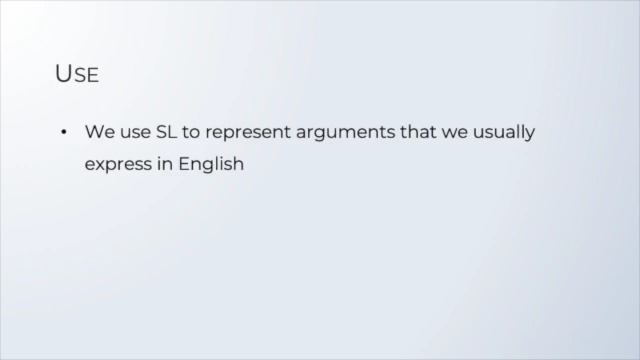 USE
• We use SL to represent arguments that we usually
express in English